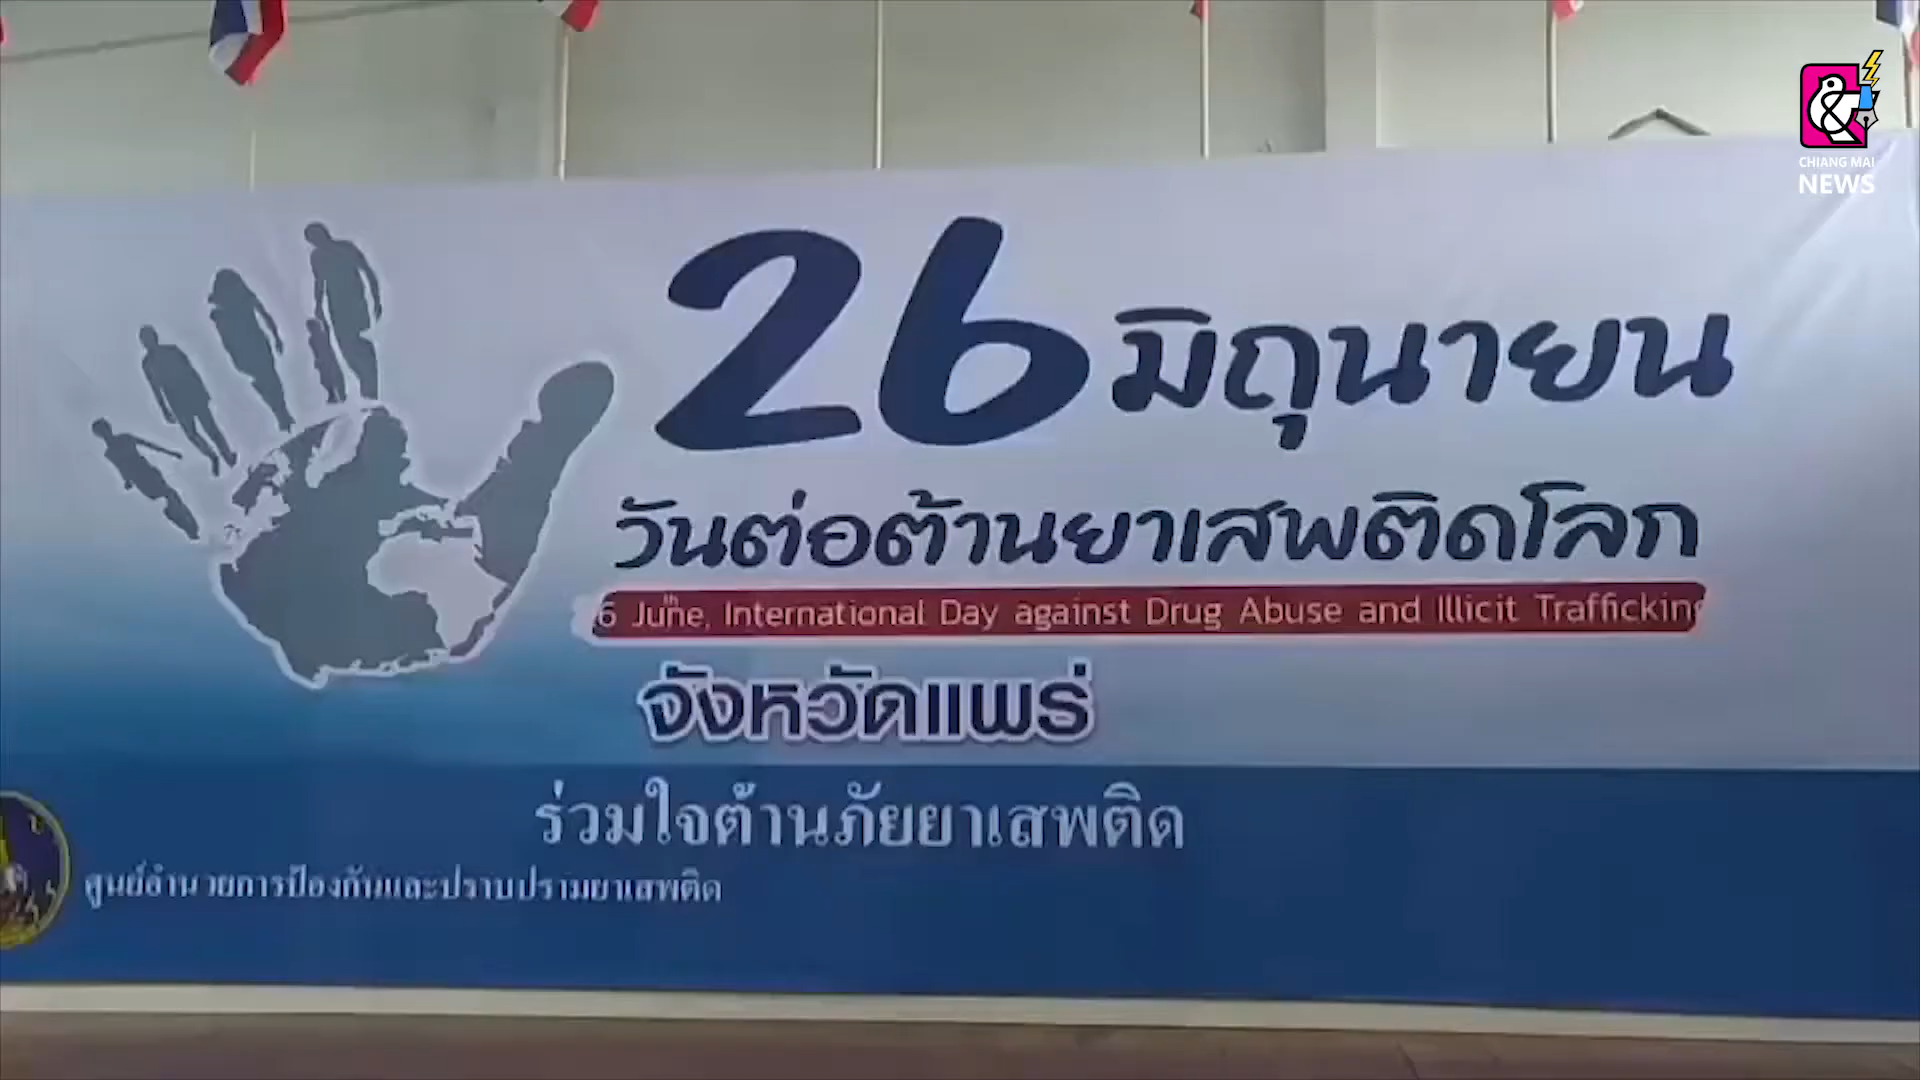 CHIANG MAI
NEWS
26 มิถุนายน
วันต่อต้านยาเสพติดโลก
6 June, International Day against Drug Abuse and Illicit Trafficking
จังหวัดแพร่
ร่วมใจต้านภัยยาเสพติด
ศูนย์อำนวยการป้องกันและปราบปรามยาเสพติด